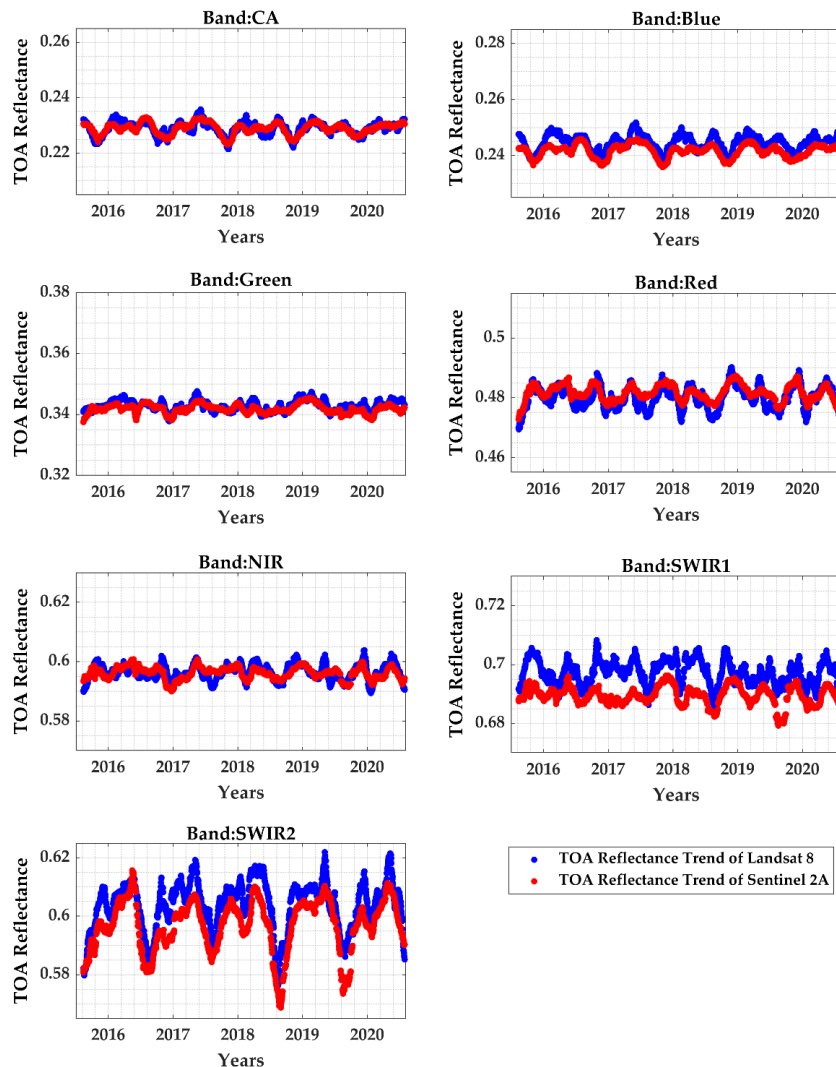 Band:CA
TOA Reflectance
0.26
0.24
0.22
2016 2017 2018 2019 2020
Years
Band:Blue
TOA Reflectance
0.28
0.26
0.24
2016 2017 2018 2019 2020
Years
Band:Green
TOA Reflectance
0.38
0.36
0.34
0.32
2016 2017 2018 2019 2020
Years
Band:Red
TOA Reflectance
0.5
0.48
0.46
2016 2017 2018 2019 2020
Years
Band:NIR
TOA Reflectance
0.62
0.6
0.58
2016 2017 2018 2019 2020
Years
Band:SWIR1
TOA Reflectance
0.72
0.7
0.68
2016 2017 2018 2019 2020
Years
Band:SWIR2
TOA Reflectance
0.62
0.6
0.58
2016 2017 2018 2019 2020
Years
TOA Reflectance Trend of Landsat 8
TOA Reflectance Trend of Sentinel 2A